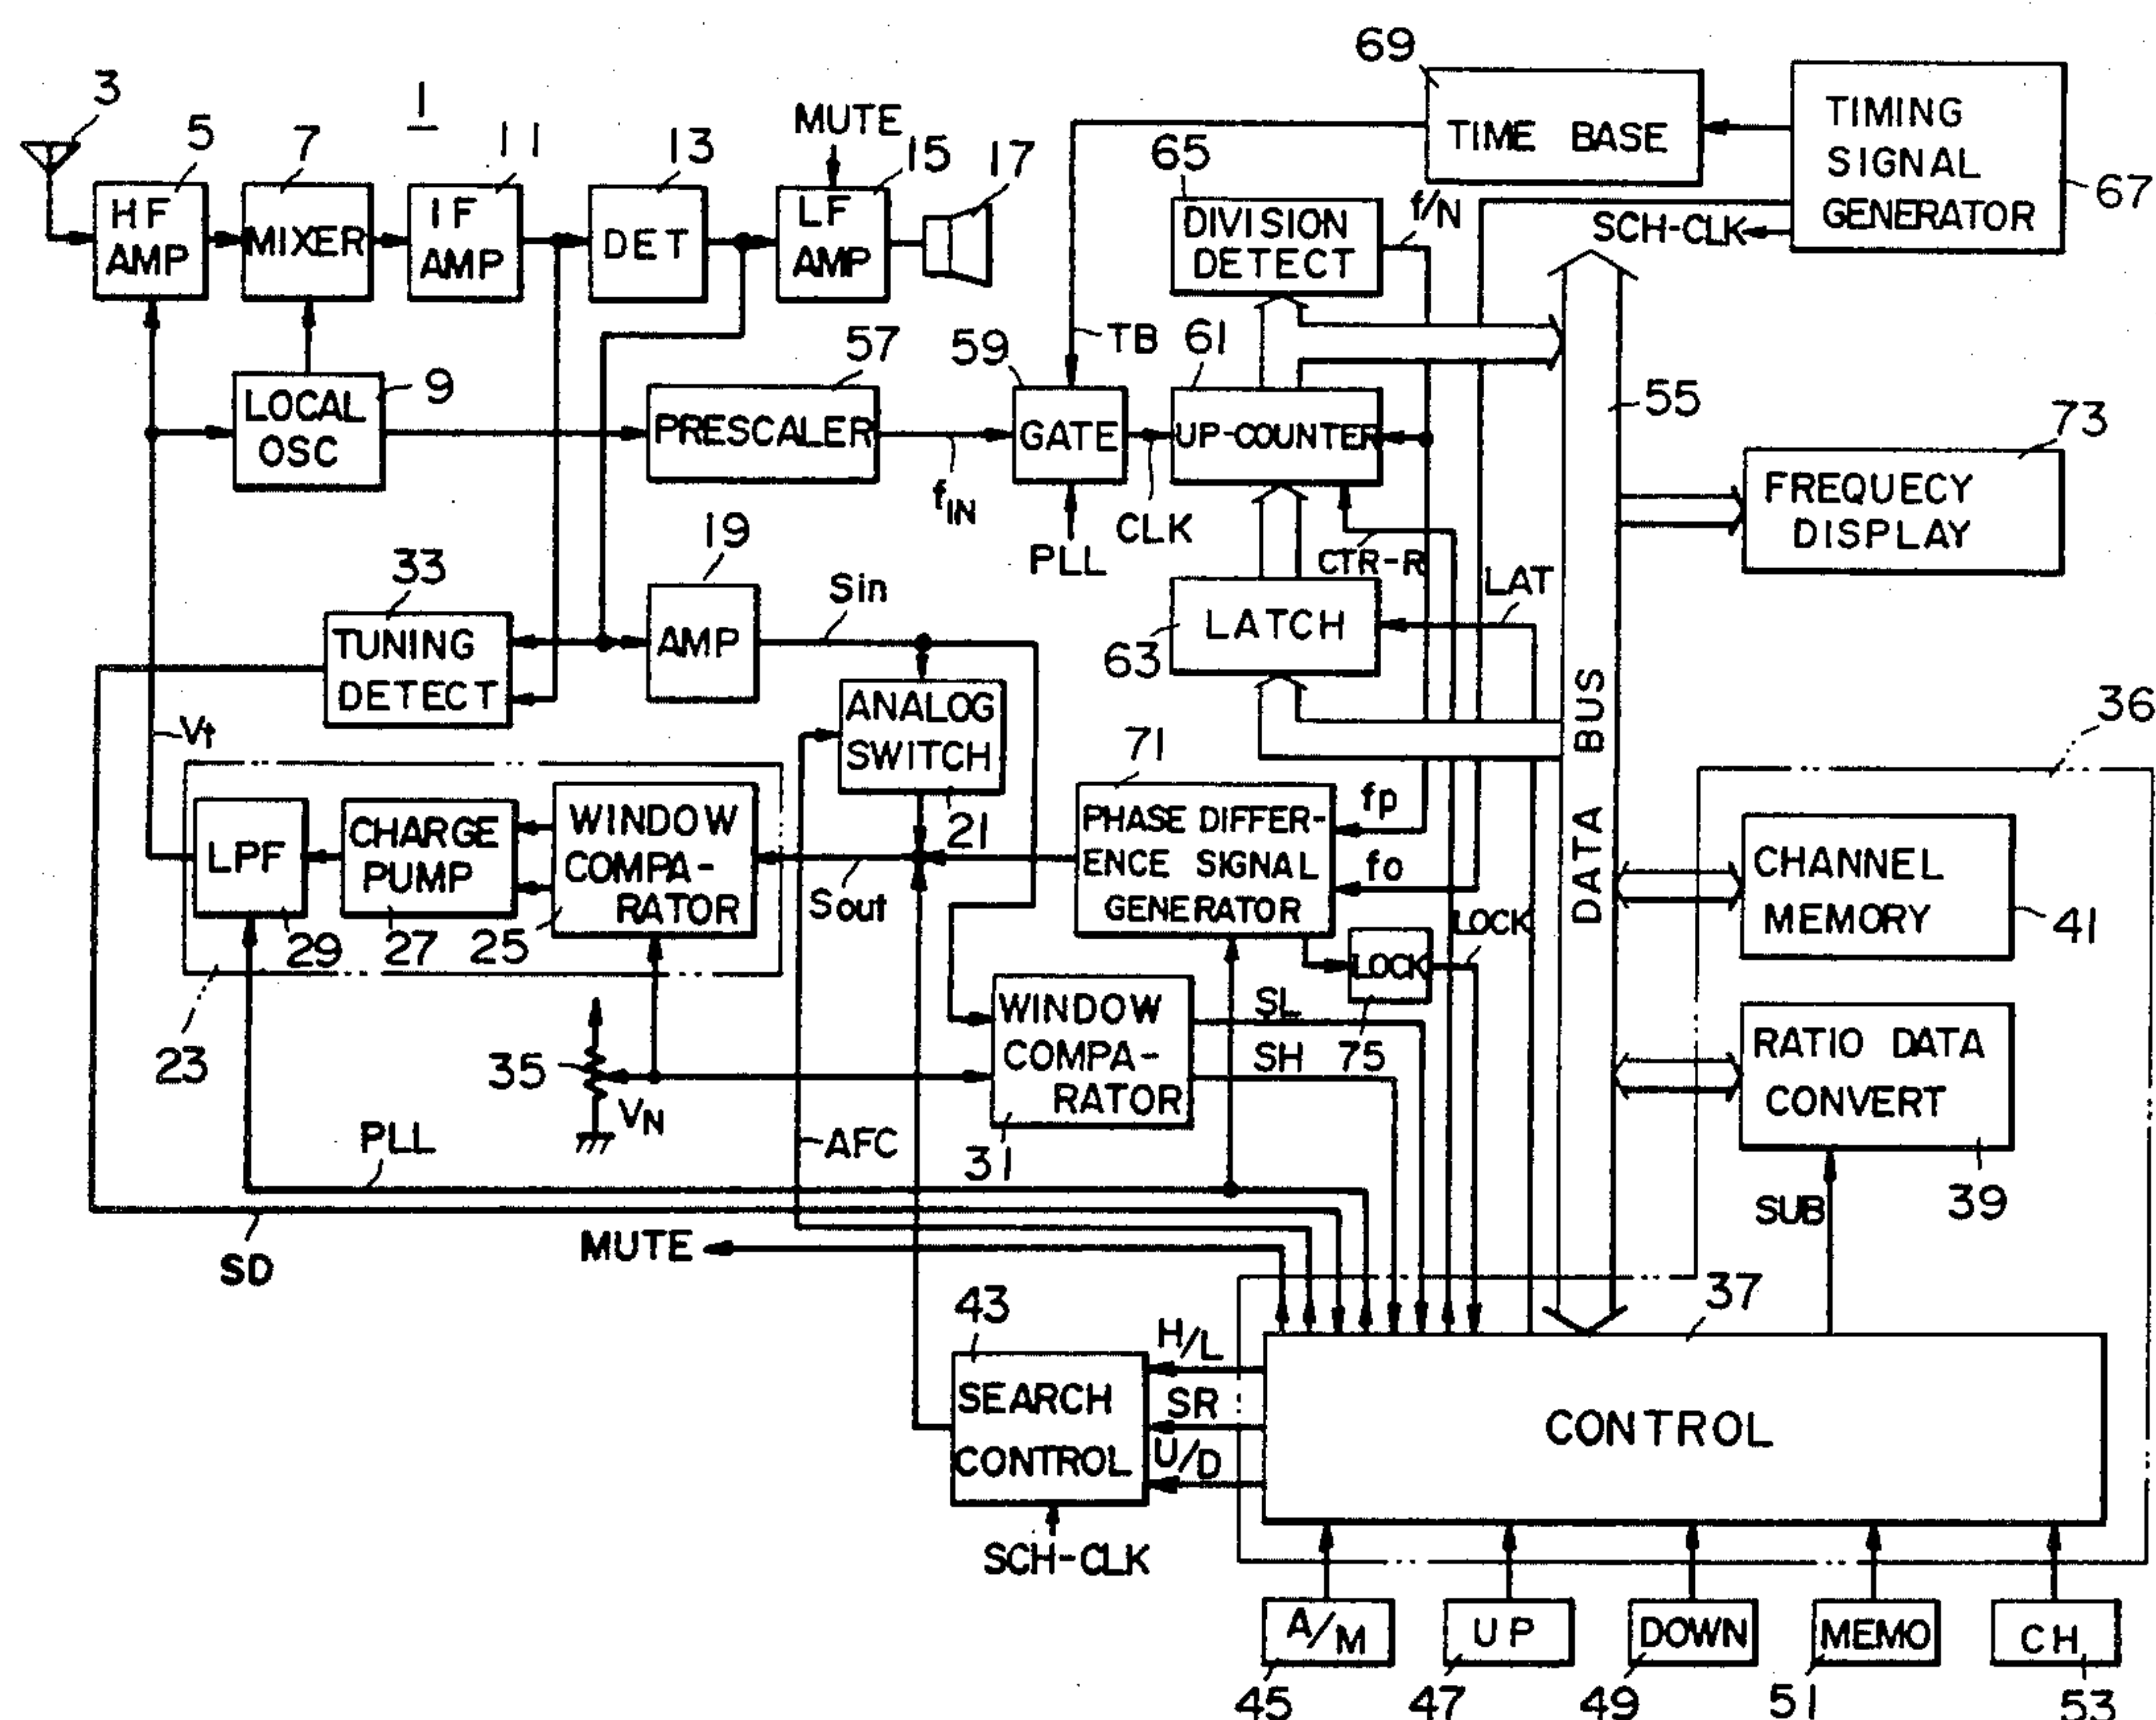 69
3
1
5
7
11
13
MUTE
15
17
65
TIME BASE
TIMING
SIGNAL
GENERATOR
67
HF
AMP
MIXER
IF
AMP
DET
LF
AMP
DIVISION
DETECT
f/N
SCH-CLK
TB
61
57
59
LOCAL
OSC
9
PRESCALER
GATE
UP-COUNTER
55
73
fIN
CLK
PLL
CTR-R
FREQUECY
DISPLAY
33
19
Sin
LAT
TUNING
DETECT
AMP
LATCH
63
ANALOG
SWITCH
21
DATA BUS
36
Vt
71
LPF
29
CHARGE
PUMP
27
WINDOW
COMPA-
RATOR
25
Sout
PHASE DIFFER-
ENCE SIGNAL
GENERATOR
fp
fo
LOCK
LOCK
75
CHANNEL
MEMORY
41
23
35
VN
WINDOW
COMPA-
RATOR
31
SL
SH
RATIO DATA
CONVERT
39
PLL
AFC
SUB
SD
MUTE
37
43
H/L
SR
U/D
SEARCH
CONTROL
CONTROL
SCH-CLK
A/M
UP
DOWN
MEMO
CH
45
47
49
51
53